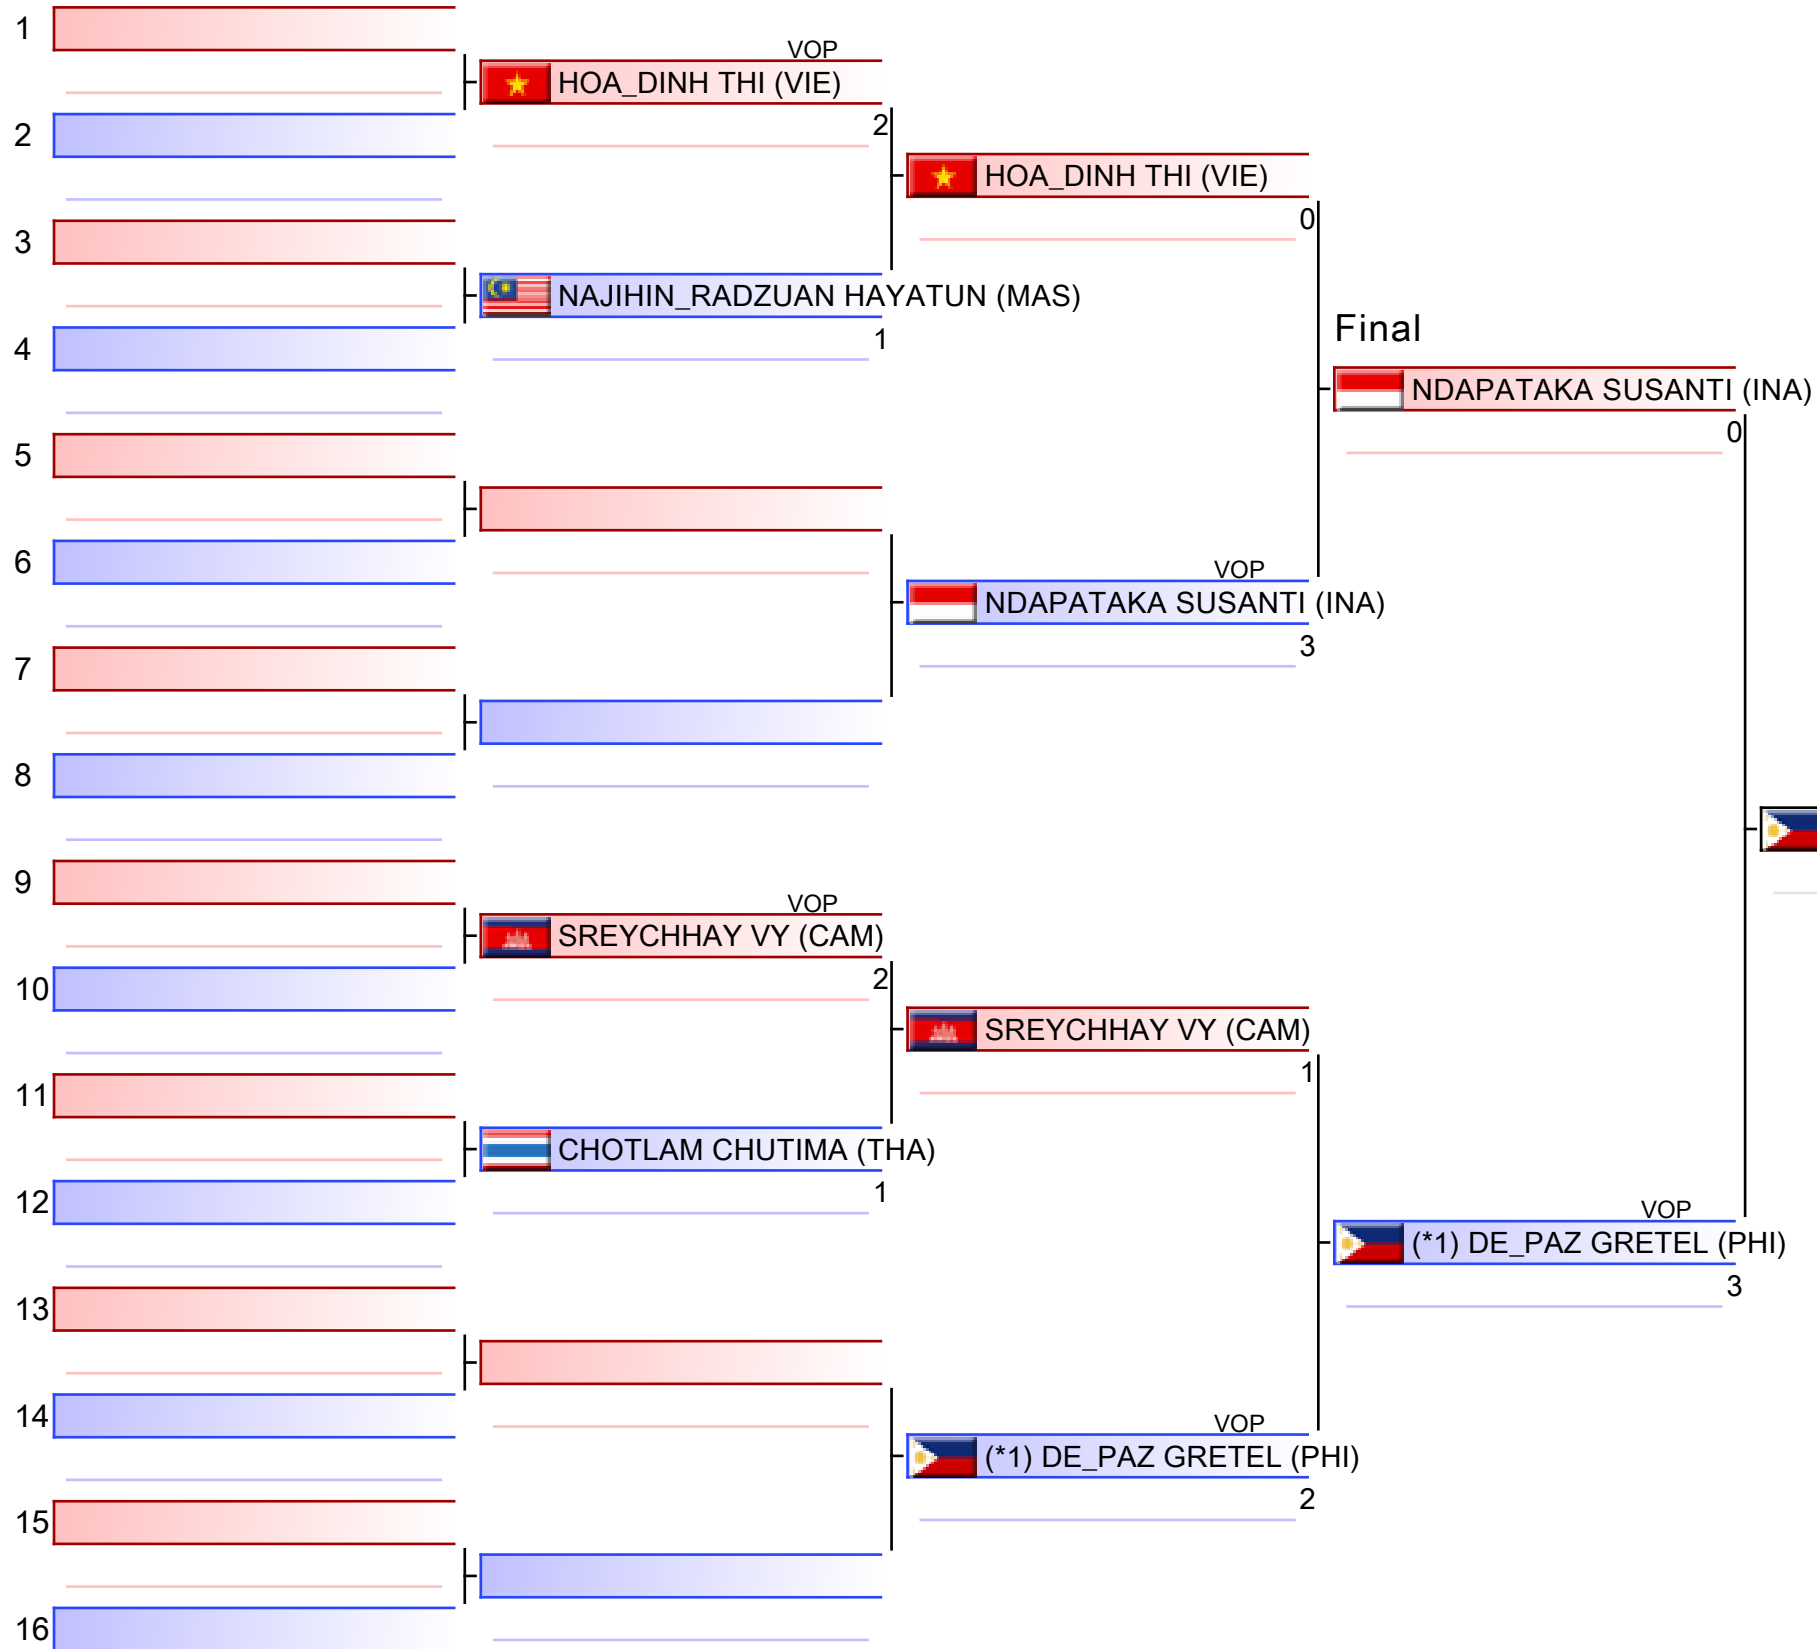 1
VOP
HOA_DINH THI (VIE)
2
2
HOA_DINH THI (VIE)
0
3
NAJIHIN_RADZUAN HAYATUN (MAS)
1
4
Final
NDAPATAKA SUSANTI (INA)
0
5
6
VOP
NDAPATAKA SUSANTI (INA)
3
7
8
9
VOP
SREYCHHAY VY (CAM)
2
10
SREYCHHAY VY (CAM)
1
11
CHOTLAM CHUTIMA (THA)
1
12
VOP
(*1) DE_PAZ GRETEL (PHI)
3
13
14
VOP
(*1) DE_PAZ GRETEL (PHI)
2
15
16